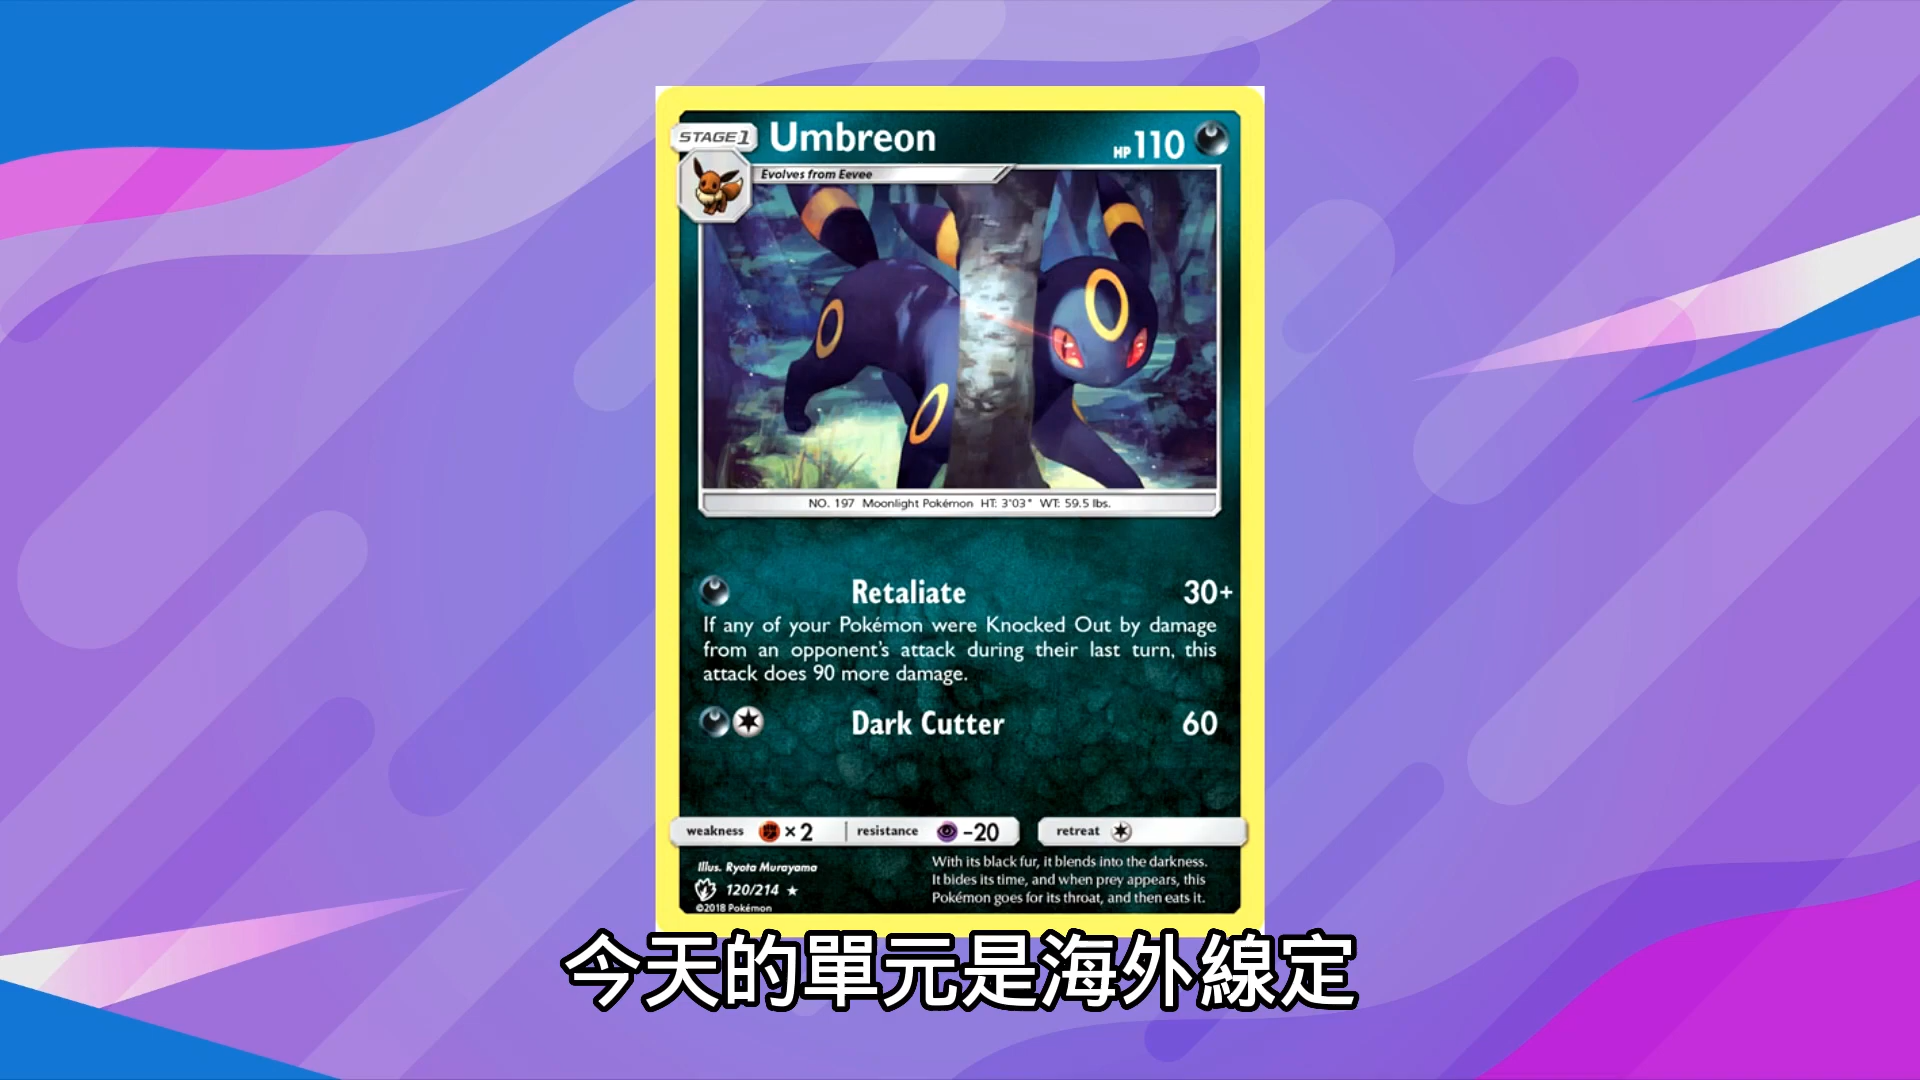 STAGE1 Umbreon HP 110
Evolves from Eevee
NO. 197 Moonlight Pokémon HT: 3'03" WT: 59.5 lbs.
Retaliate 30+
If any of your Pokémon were Knocked Out by damage
from an opponent's attack during their last turn, this
attack does 90 more damage.
Dark Cutter 60
weakness ×2 resistance -20 retreat
Illus. Ryota Murayama
120/214
©2018 Pokémon
With its black fur, it blends into the darkness.
It bides its time, and when prey appears, this
Pokémon goes for its throat, and then eats it.
今天的單元是海外線定